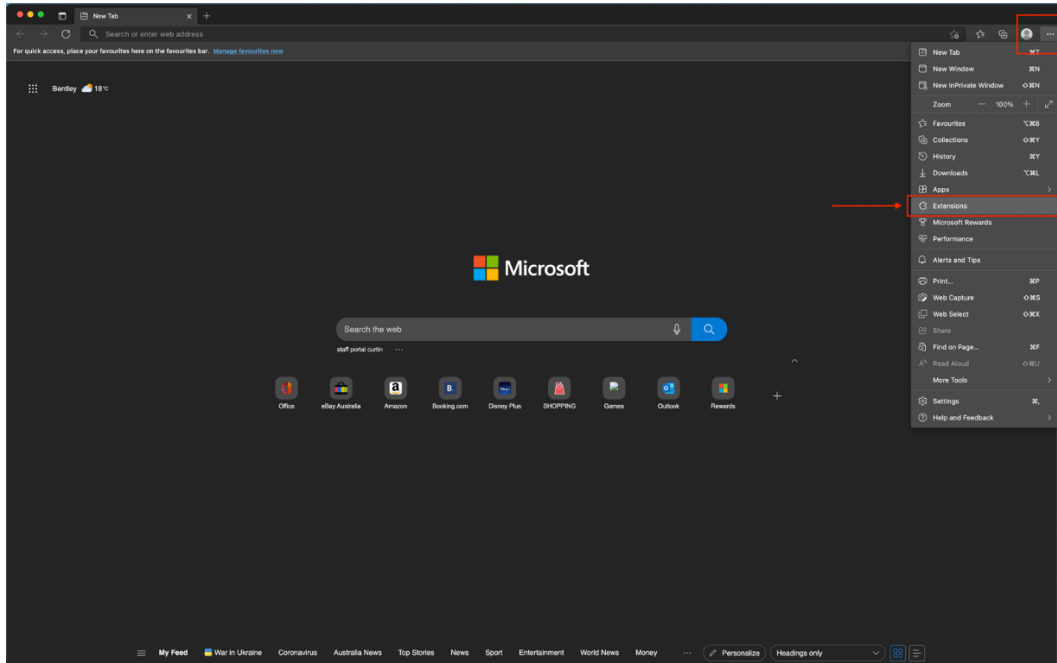 New Tab
Search or enter web address
For quick access, place your favourites here on the favourites bar. Manage favourites now
Bentley 18°C
New Tab ⌘T
New Window ⌘N
New InPrivate Window ⇧⌘N
Zoom — 100% +
Favourites ⌥⌘B
Collections ⇧⌘Y
History ⌘Y
Downloads ⌥⌘L
Apps
Extensions
Microsoft Rewards
Performance
Alerts and Tips
Print... ⌘P
Web Capture ⇧⌘S
Web Select ⇧⌘X
Share
Find on Page... ⌘F
Read Aloud ⇧⌘U
More Tools
Settings ⌘,
Help and Feedback
Microsoft
Search the web
staff portal curtin ...
a B.
Office eBay Australia Amazon Booking.com Disney Plus SHOPPING Games Outlook Rewards
My Feed War in Ukraine Coronavirus Australia News Top Stories News Sport Entertainment World News Money ... Personalize Headings only